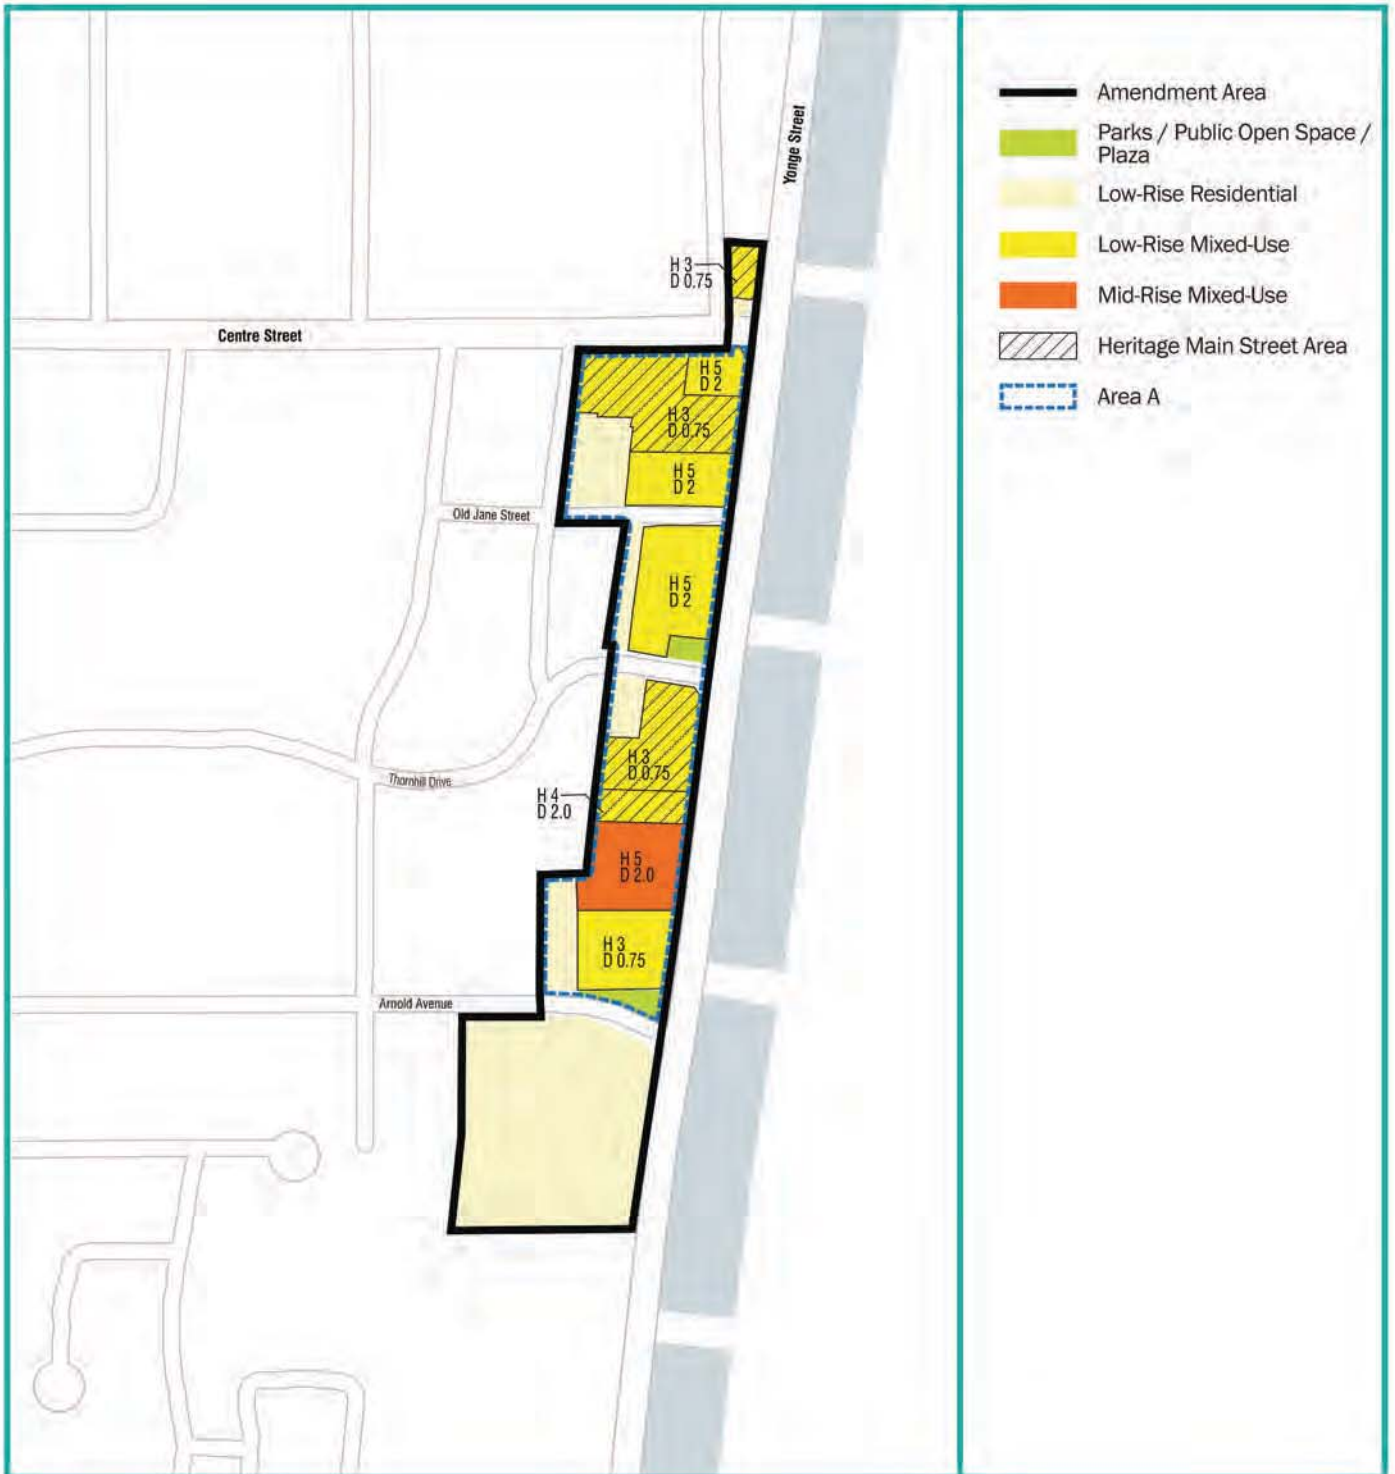 Amendment Area
Parks / Public Open Space /
Plaza
Low-Rise Residential
Low-Rise Mixed-Use
Mid-Rise Mixed-Use
Heritage Main Street Area
Area A
Yonge Street
H 3
D 0.75
Centre Street
H 5
D 2
H 3
D 0.75
H 5
D 2
Old Jane Street
H 5
D 2
H 3
D 0.75
Thornhill Drive
H 4
D 2.0
H 5
D 2.0
H 3
D 0.75
Arnold Avenue